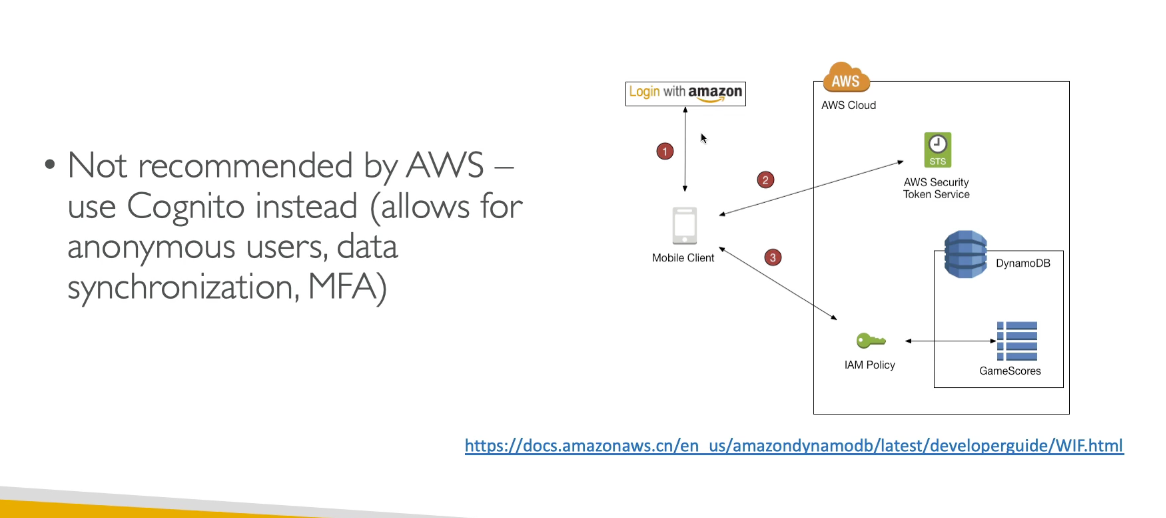 • Not recommended by AWS –
use Cognito instead (allows for
anonymous users, data
synchronization, MFA)
Login with amazon
AWS
AWS Cloud
1
STS
2
AWS Security
Token Service
Mobile Client
3
DynamoDB
IAM Policy
GameScores
https://docs.amazonaws.cn/en_us/amazondynamodb/latest/developerguide/WIF.html